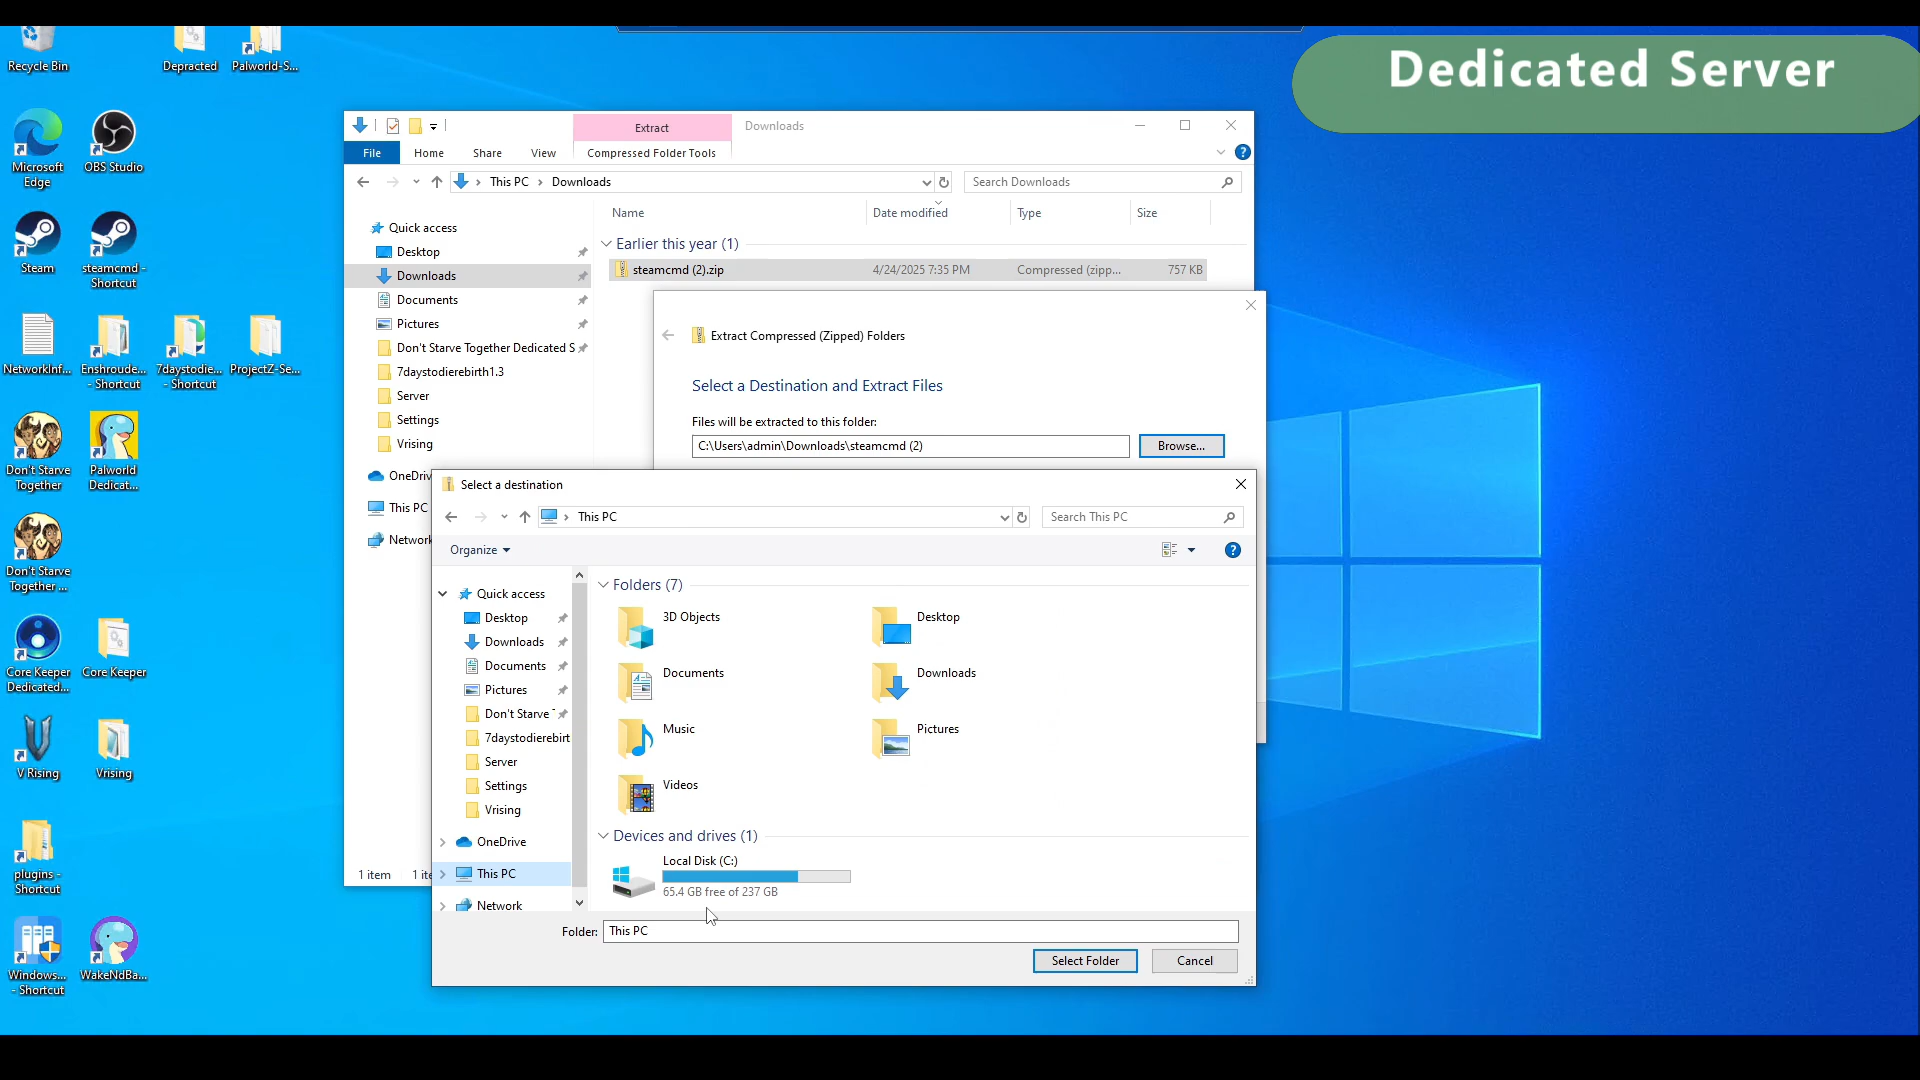 Dedicated Server
Recycle Bin
Depracted
Palworld-S...
Microsoft
Edge
OBS Studio
Steam
steamcmd -
Shortcut
NetworkInf...
Enshroude...
- Shortcut
7daystodie...
- Shortcut
ProjectZ-Se...
Don't Starve
Together
Palworld
Dedicat...
Don't Starve
Together ...
Core Keeper
Dedicated...
Core Keeper
V Rising
Vrising
plugins -
Shortcut
Windows...
- Shortcut
WakeNdBa...
Extract
Downloads
File
Home
Share
View
Compressed Folder Tools
This PC > Downloads
Search Downloads
Name
Date modified
Type
Size
Quick access
Desktop
Downloads
Documents
Pictures
Don't Starve Together Dedicated S
7daystodierebirth1.3
Server
Settings
Vrising
OneDriv
This PC
Network
Earlier this year (1)
steamcmd (2).zip
4/24/2025 7:35 PM
Compressed (zipp...
757 KB
1 item
1 ite
Extract Compressed (Zipped) Folders
Select a Destination and Extract Files
Files will be extracted to this folder:
C:\Users\admin\Downloads\steamcmd (2)
Browse...
Select a destination
This PC
Search This PC
Organize
Quick access
Desktop
Downloads
Documents
Pictures
Don't Starve T
7daystodierebirt
Server
Settings
Vrising
OneDrive
This PC
Network
Folders (7)
3D Objects
Desktop
Documents
Downloads
Music
Pictures
Videos
Devices and drives (1)
Local Disk (C:)
65.4 GB free of 237 GB
Folder:
This PC
Select Folder
Cancel